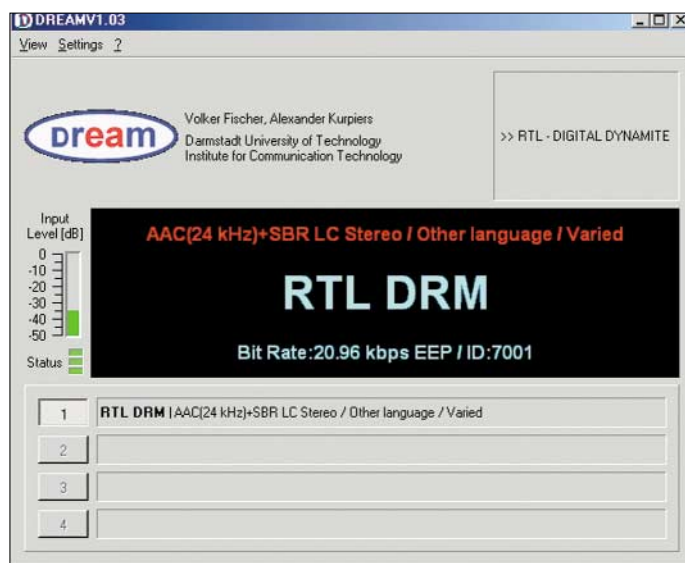 DREAMV1.03
View Settings ?
Dream
Volker Fischer, Alexander Kurpiers
Darmstadt University of Technology
Institute for Communication Technology
>> RTL - DIGITAL DYNAMITE
Input
Level [dB]
0
-10
-20
-30
-40
-50
Status
AAC(24 kHz)+SBR LC Stereo / Other language / Varied
RTL DRM
Bit Rate:20.96 kbps EEP / ID:7001
1 RTL DRM | AAC(24 kHz)+SBR LC Stereo / Other language / Varied
2
3
4